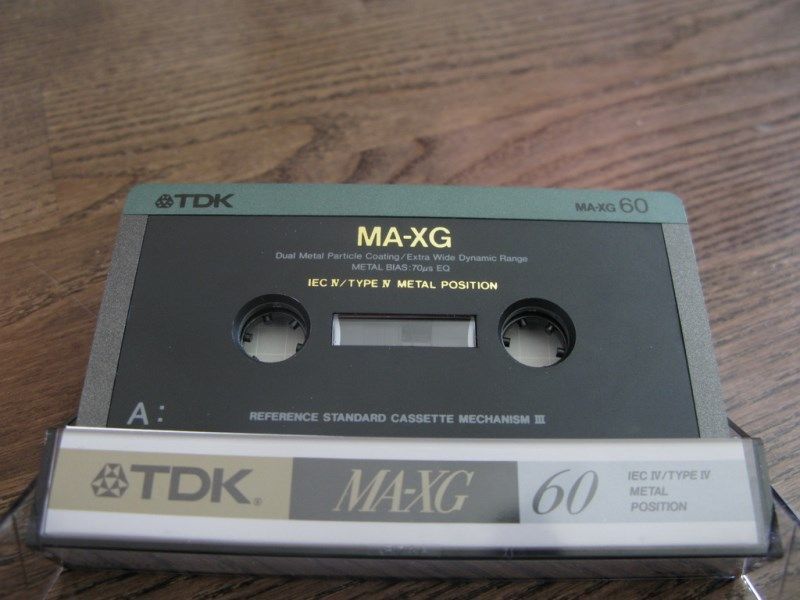 TDK MA-XG 60
MA-XG
Dual Metal Particle Coating/Extra Wide Dynamic Range
METAL BIAS:70μs EQ
IEC Ⅳ/TYPE Ⅳ METAL POSITION
A:
REFERENCE STANDARD CASSETTE MECHANISM Ⅲ
TDK® MA-XG 60
IEC Ⅳ/TYPE Ⅳ
METAL
POSITION